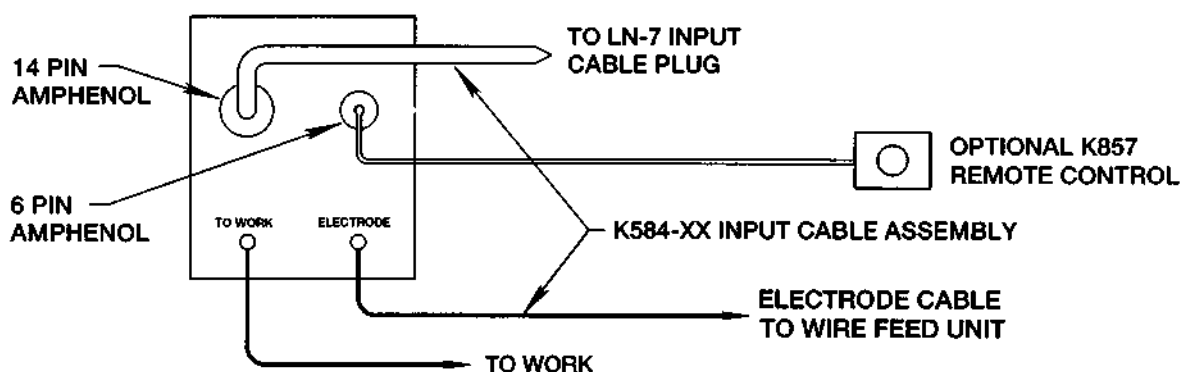 TO LN-7 INPUT
CABLE PLUG
14 PIN
AMPHENOL
OPTIONAL K857
REMOTE CONTROL
6 PIN
AMPHENOL
TO WORK
ELECTRODE
K584-XX INPUT CABLE ASSEMBLY
ELECTRODE CABLE
TO WIRE FEED UNIT
TO WORK